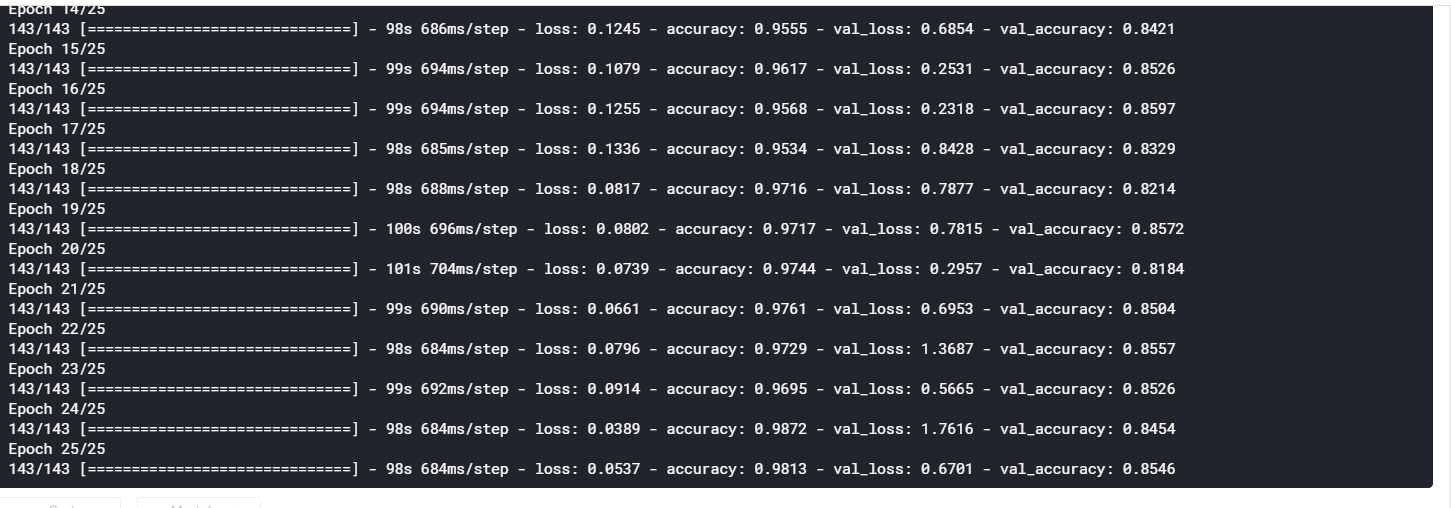 Epoch 14/25
143/143 [==============================] - 98s 686ms/step - loss: 0.1245 - accuracy: 0.9555 - val_loss: 0.6854 - val_accuracy: 0.8421
Epoch 15/25
143/143 [==============================] - 99s 694ms/step - loss: 0.1079 - accuracy: 0.9617 - val_loss: 0.2531 - val_accuracy: 0.8526
Epoch 16/25
143/143 [==============================] - 99s 694ms/step - loss: 0.1255 - accuracy: 0.9568 - val_loss: 0.2318 - val_accuracy: 0.8597
Epoch 17/25
143/143 [==============================] - 98s 685ms/step - loss: 0.1336 - accuracy: 0.9534 - val_loss: 0.8428 - val_accuracy: 0.8329
Epoch 18/25
143/143 [==============================] - 98s 688ms/step - loss: 0.0817 - accuracy: 0.9716 - val_loss: 0.7877 - val_accuracy: 0.8214
Epoch 19/25
143/143 [==============================] - 100s 696ms/step - loss: 0.0802 - accuracy: 0.9717 - val_loss: 0.7815 - val_accuracy: 0.8572
Epoch 20/25
143/143 [==============================] - 101s 704ms/step - loss: 0.0739 - accuracy: 0.9744 - val_loss: 0.2957 - val_accuracy: 0.8184
Epoch 21/25
143/143 [==============================] - 99s 690ms/step - loss: 0.0661 - accuracy: 0.9761 - val_loss: 0.6953 - val_accuracy: 0.8504
Epoch 22/25
143/143 [==============================] - 98s 684ms/step - loss: 0.0796 - accuracy: 0.9729 - val_loss: 1.3687 - val_accuracy: 0.8557
Epoch 23/25
143/143 [==============================] - 99s 692ms/step - loss: 0.0914 - accuracy: 0.9695 - val_loss: 0.5665 - val_accuracy: 0.8526
Epoch 24/25
143/143 [==============================] - 98s 684ms/step - loss: 0.0389 - accuracy: 0.9872 - val_loss: 1.7616 - val_accuracy: 0.8454
Epoch 25/25
143/143 [==============================] - 98s 684ms/step - loss: 0.0537 - accuracy: 0.9813 - val_loss: 0.6701 - val_accuracy: 0.8546